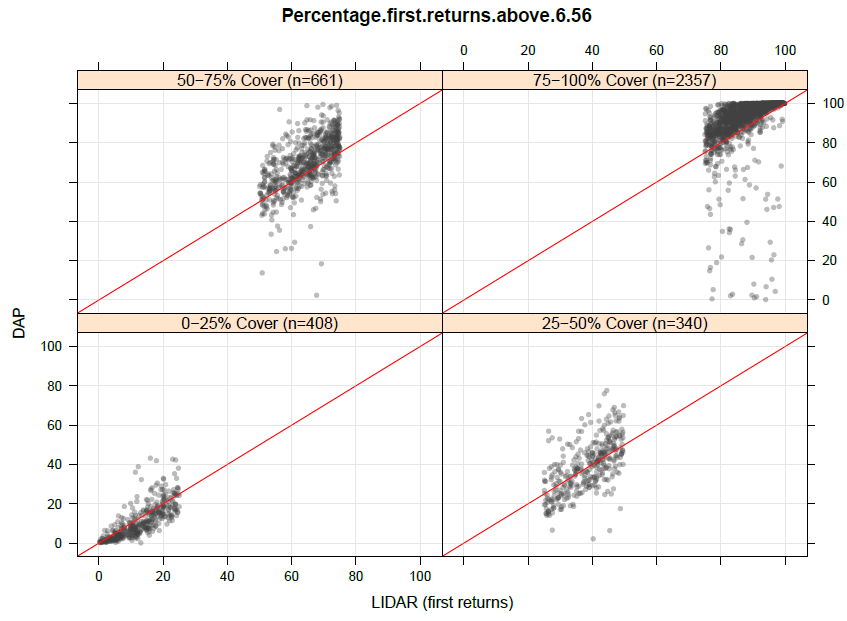 Percentage.first.returns.above.6.56
0 20 40 60 80 100
50−75% Cover (n=661)
75−100% Cover (n=2357)
100
80
60
40
20
0
DAP
0−25% Cover (n=408)
25−50% Cover (n=340)
100
80
60
40
20
0
0 20 40 60 80 100
LIDAR (first returns)